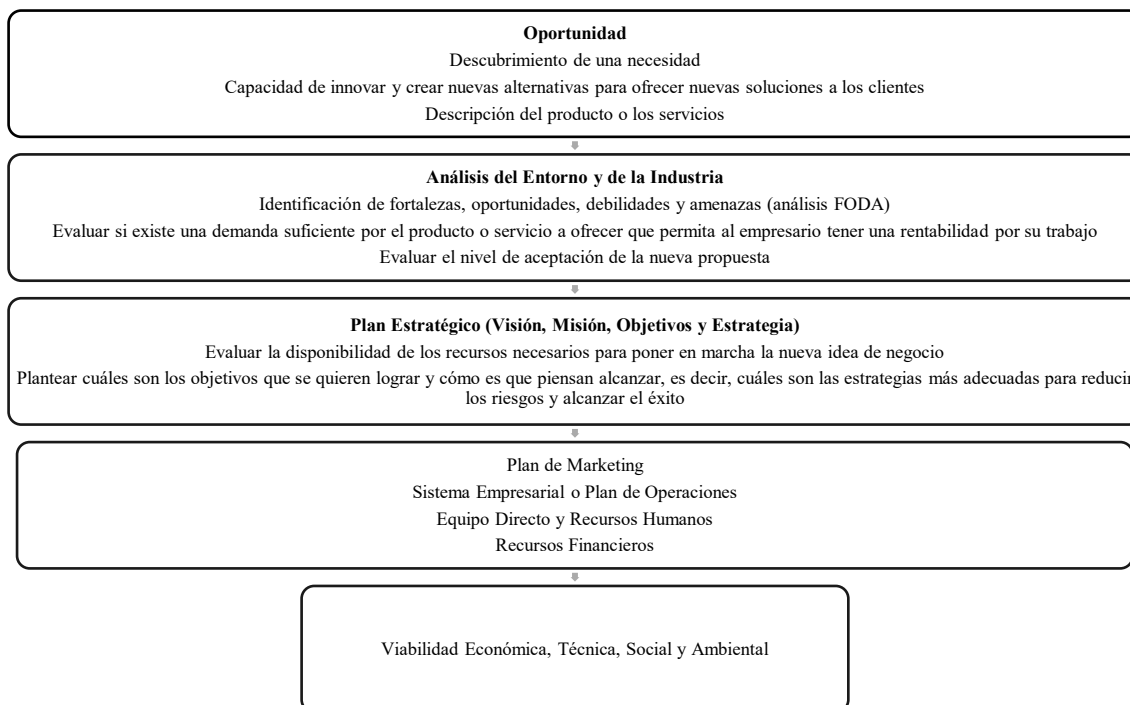 Oportunidad
Descubrimiento de una necesidad
Capacidad de innovar y crear nuevas alternativas para ofrecer nuevas soluciones a los clientes
Descripción del producto o los servicios
Análisis del Entorno y de la Industria
Identificación de fortalezas, oportunidades, debilidades y amenazas (análisis FODA)
Evaluar si existe una demanda suficiente por el producto o servicio a ofrecer que permita al empresario tener una rentabilidad por su trabajo
Evaluar el nivel de aceptación de la nueva propuesta
Plan Estratégico (Visión, Misión, Objetivos y Estrategia)
Evaluar la disponibilidad de los recursos necesarios para poner en marcha la nueva idea de negocio
Plantear cuáles son los objetivos que se quieren lograr y cómo es que piensan alcanzar, es decir, cuáles son las estrategias más adecuadas para reducir
los riesgos y alcanzar el éxito
Plan de Marketing
Sistema Empresarial o Plan de Operaciones
Equipo Directo y Recursos Humanos
Recursos Financieros
Viabilidad Económica, Técnica, Social y Ambiental